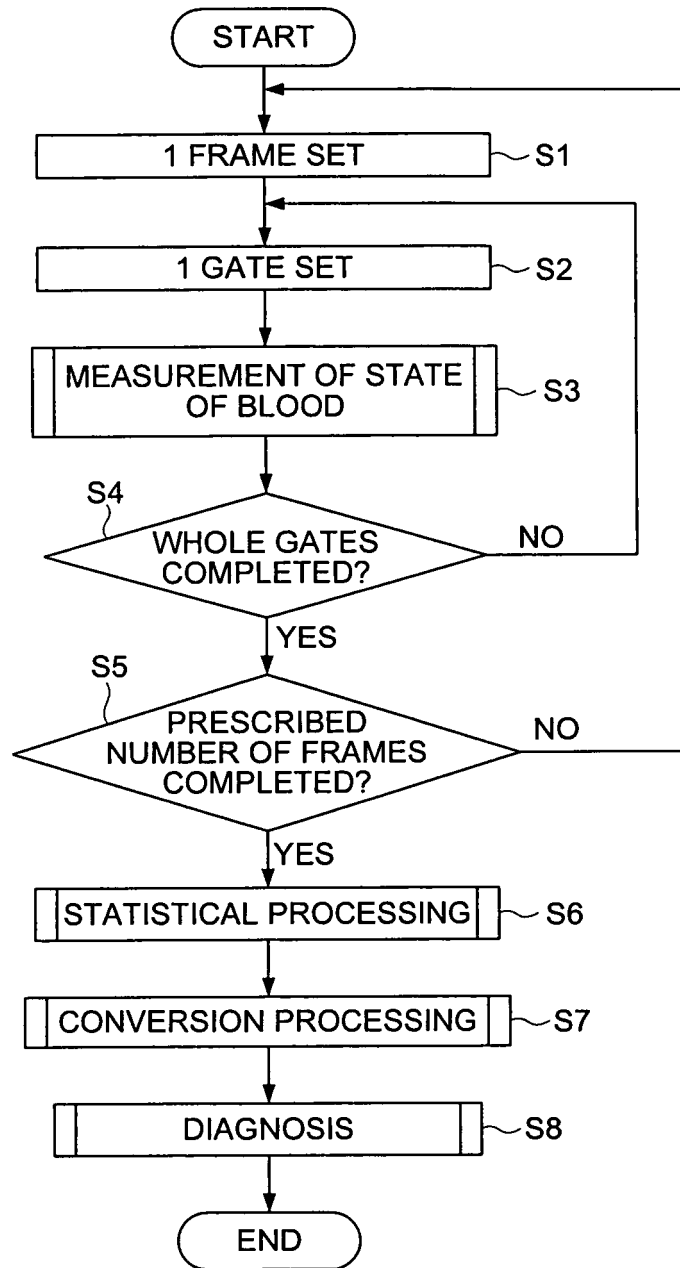 START
1 FRAME SET
S1
1 GATE SET
S2
MEASUREMENT OF STATE
OF BLOOD
S3
S4
WHOLE GATES
COMPLETED?
NO
YES
S5
PRESCRIBED
NUMBER OF FRAMES
COMPLETED?
NO
YES
STATISTICAL PROCESSING
S6
CONVERSION PROCESSING
S7
DIAGNOSIS
S8
END